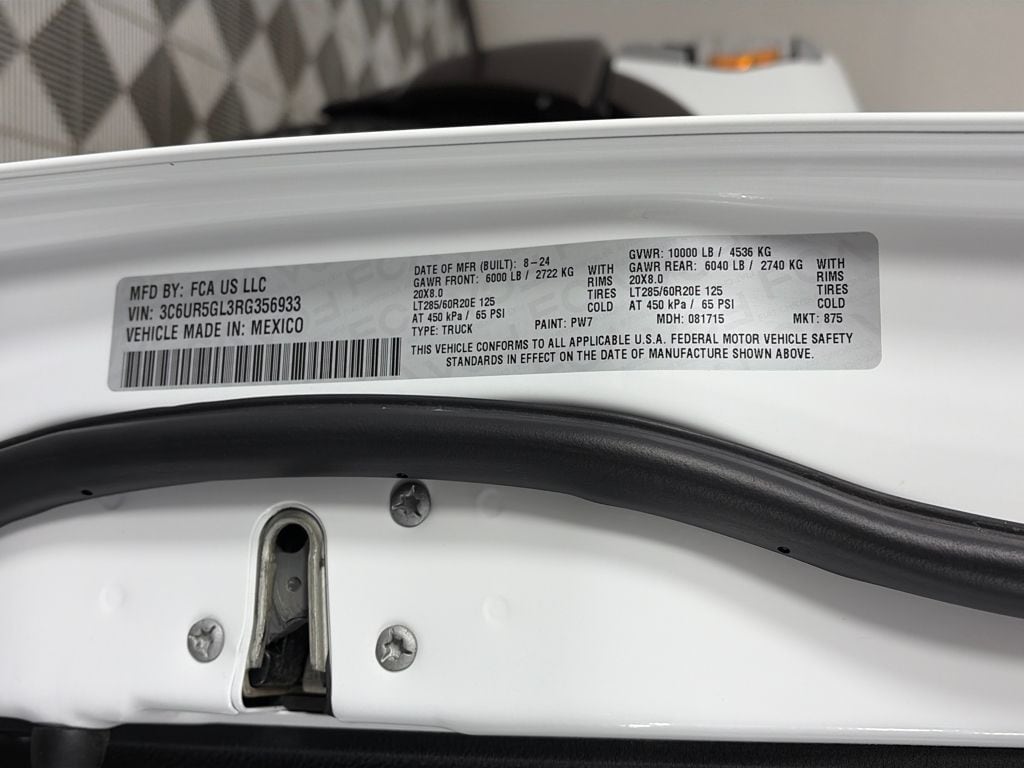 MFD BY: FCA US LLC
VIN: 3C6UR5GL3RG356933
VEHICLE MADE IN: MEXICO
DATE OF MFR (BUILT): 8-24
GAWR FRONT: 6000 LB / 2722 KG WITH
20X8.0 RIMS
LT285/60R20E 125 TIRES
AT 450 kPa / 65 PSI COLD
TYPE: TRUCK PAINT: PW7
GVWR: 10000 LB / 4536 KG
GAWR REAR: 6040 LB / 2740 KG WITH
20X8.0 RIMS
LT285/60R20E 125 TIRES
AT 450 kPa / 65 PSI COLD
MDH: 081715 MKT: 875
THIS VEHICLE CONFORMS TO ALL APPLICABLE U.S.A. FEDERAL MOTOR VEHICLE SAFETY
STANDARDS IN EFFECT ON THE DATE OF MANUFACTURE SHOWN ABOVE.